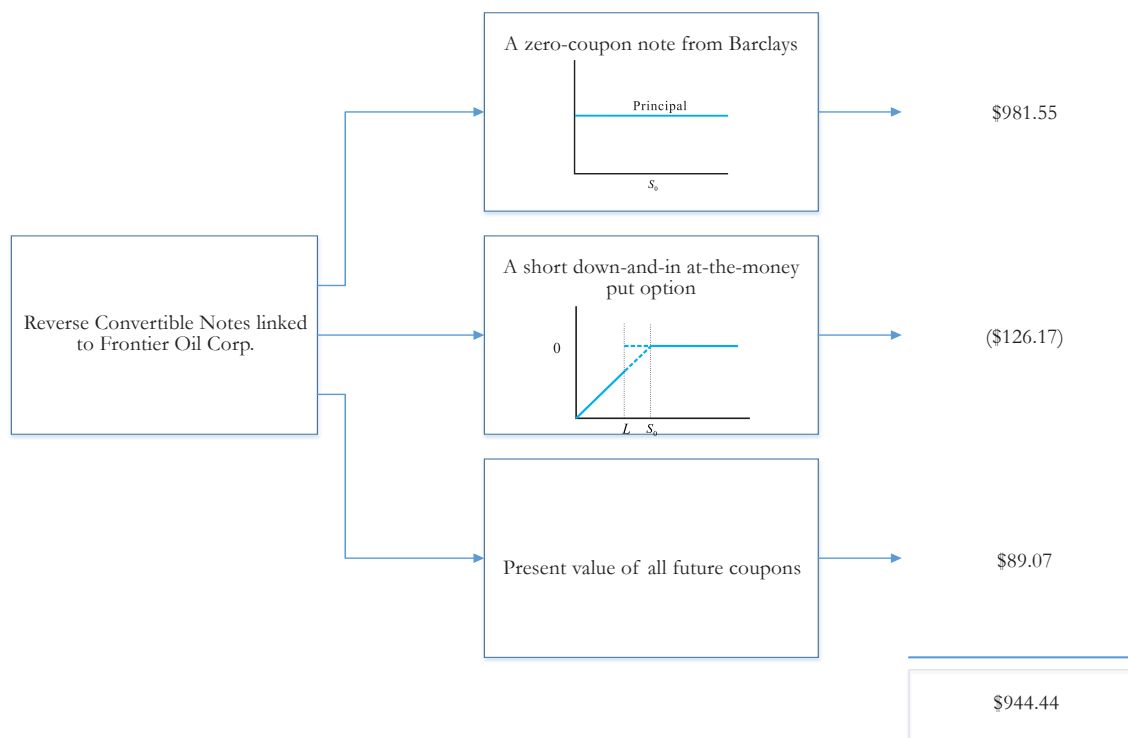 A zero-coupon note from Barclays
Principal
S₀
$981.55
Reverse Convertible Notes linked
to Frontier Oil Corp.
A short down-and-in at-the-money
put option
0
L S₀
($126.17)
Present value of all future coupons
$89.07
$944.44